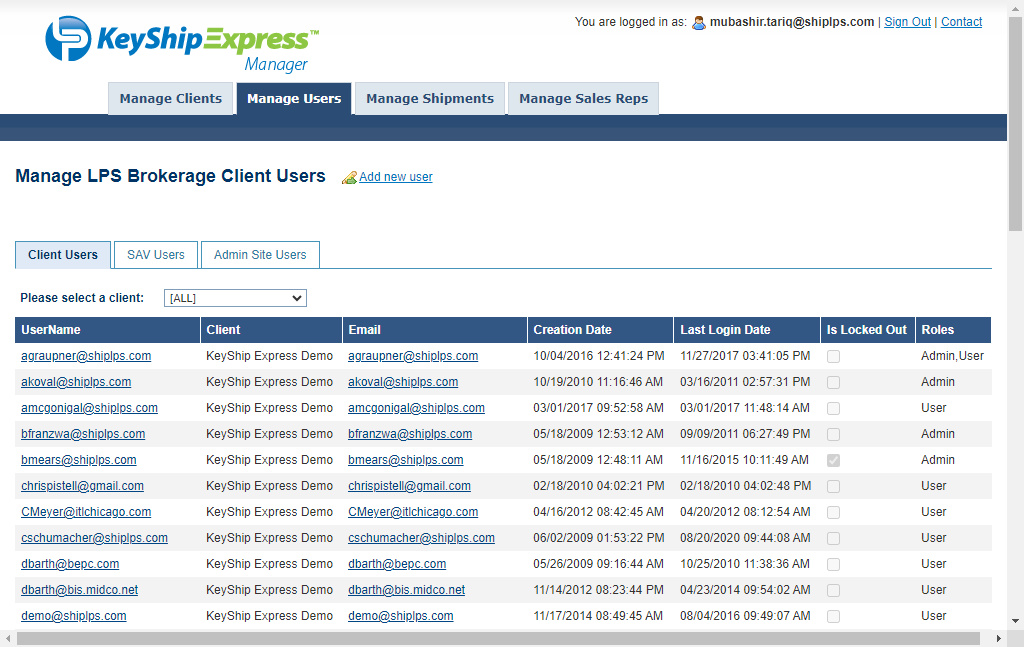 You are logged in as: mubashir.tariq@shiplps.com | Sign Out | Contact
KeyShipExpress™
Manager
Manage Clients Manage Users Manage Shipments Manage Sales Reps
Manage LPS Brokerage Client Users Add new user
Client Users SAV Users Admin Site Users
Please select a client: [ALL]
UserName Client Email Creation Date Last Login Date Is Locked Out Roles
agraupner@shiplps.com KeyShip Express Demo agraupner@shiplps.com 10/04/2016 12:41:24 PM 11/27/2017 03:41:05 PM Admin,User
akoval@shiplps.com KeyShip Express Demo akoval@shiplps.com 10/19/2010 11:16:46 AM 03/16/2011 02:57:31 PM Admin
amcgonigal@shiplps.com KeyShip Express Demo amcgonigal@shiplps.com 03/01/2017 09:52:58 AM 03/01/2017 11:48:14 AM User
bfranzwa@shiplps.com KeyShip Express Demo bfranzwa@shiplps.com 05/18/2009 12:53:12 AM 09/09/2011 06:27:49 PM Admin
bmears@shiplps.com KeyShip Express Demo bmears@shiplps.com 05/18/2009 12:48:11 AM 11/16/2015 10:11:49 AM Admin
chrispistell@gmail.com KeyShip Express Demo chrispistell@gmail.com 02/18/2010 04:02:21 PM 02/18/2010 04:02:48 PM User
CMeyer@itlchicago.com KeyShip Express Demo CMeyer@itlchicago.com 04/16/2012 08:42:45 AM 04/20/2012 08:12:54 AM User
cschumacher@shiplps.com KeyShip Express Demo cschumacher@shiplps.com 06/02/2009 01:53:22 PM 08/20/2020 09:44:08 AM User
dbarth@bepc.com KeyShip Express Demo dbarth@bepc.com 05/26/2009 09:16:44 AM 10/25/2010 11:38:36 AM User
dbarth@bis.midco.net KeyShip Express Demo dbarth@bis.midco.net 11/14/2012 08:23:44 PM 04/23/2014 09:54:02 AM User
demo@shiplps.com KeyShip Express Demo demo@shiplps.com 11/17/2014 08:49:45 AM 08/04/2016 09:49:07 AM User